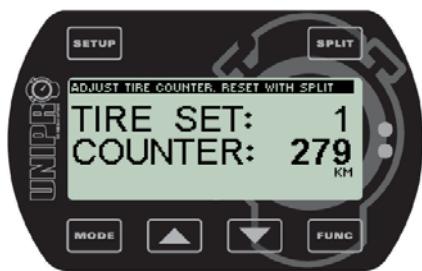 SETUP
SPLIT
ADJUST TIRE COUNTER. RESET WITH SPLIT
TIRE SET: 1
COUNTER: 279
KM
UNIPRO
MODE
FUNC